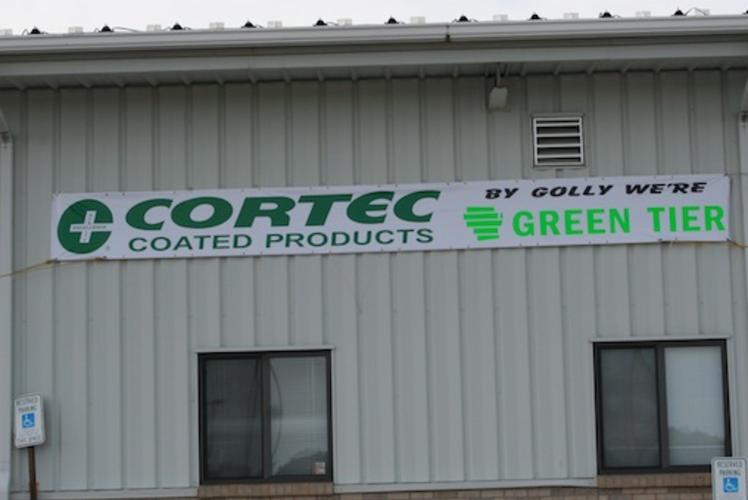 CORTEC
COATED PRODUCTS
BY GOLLY WE'RE
GREEN TIER
RESERVED
PARKING
RESERVED
PARKING